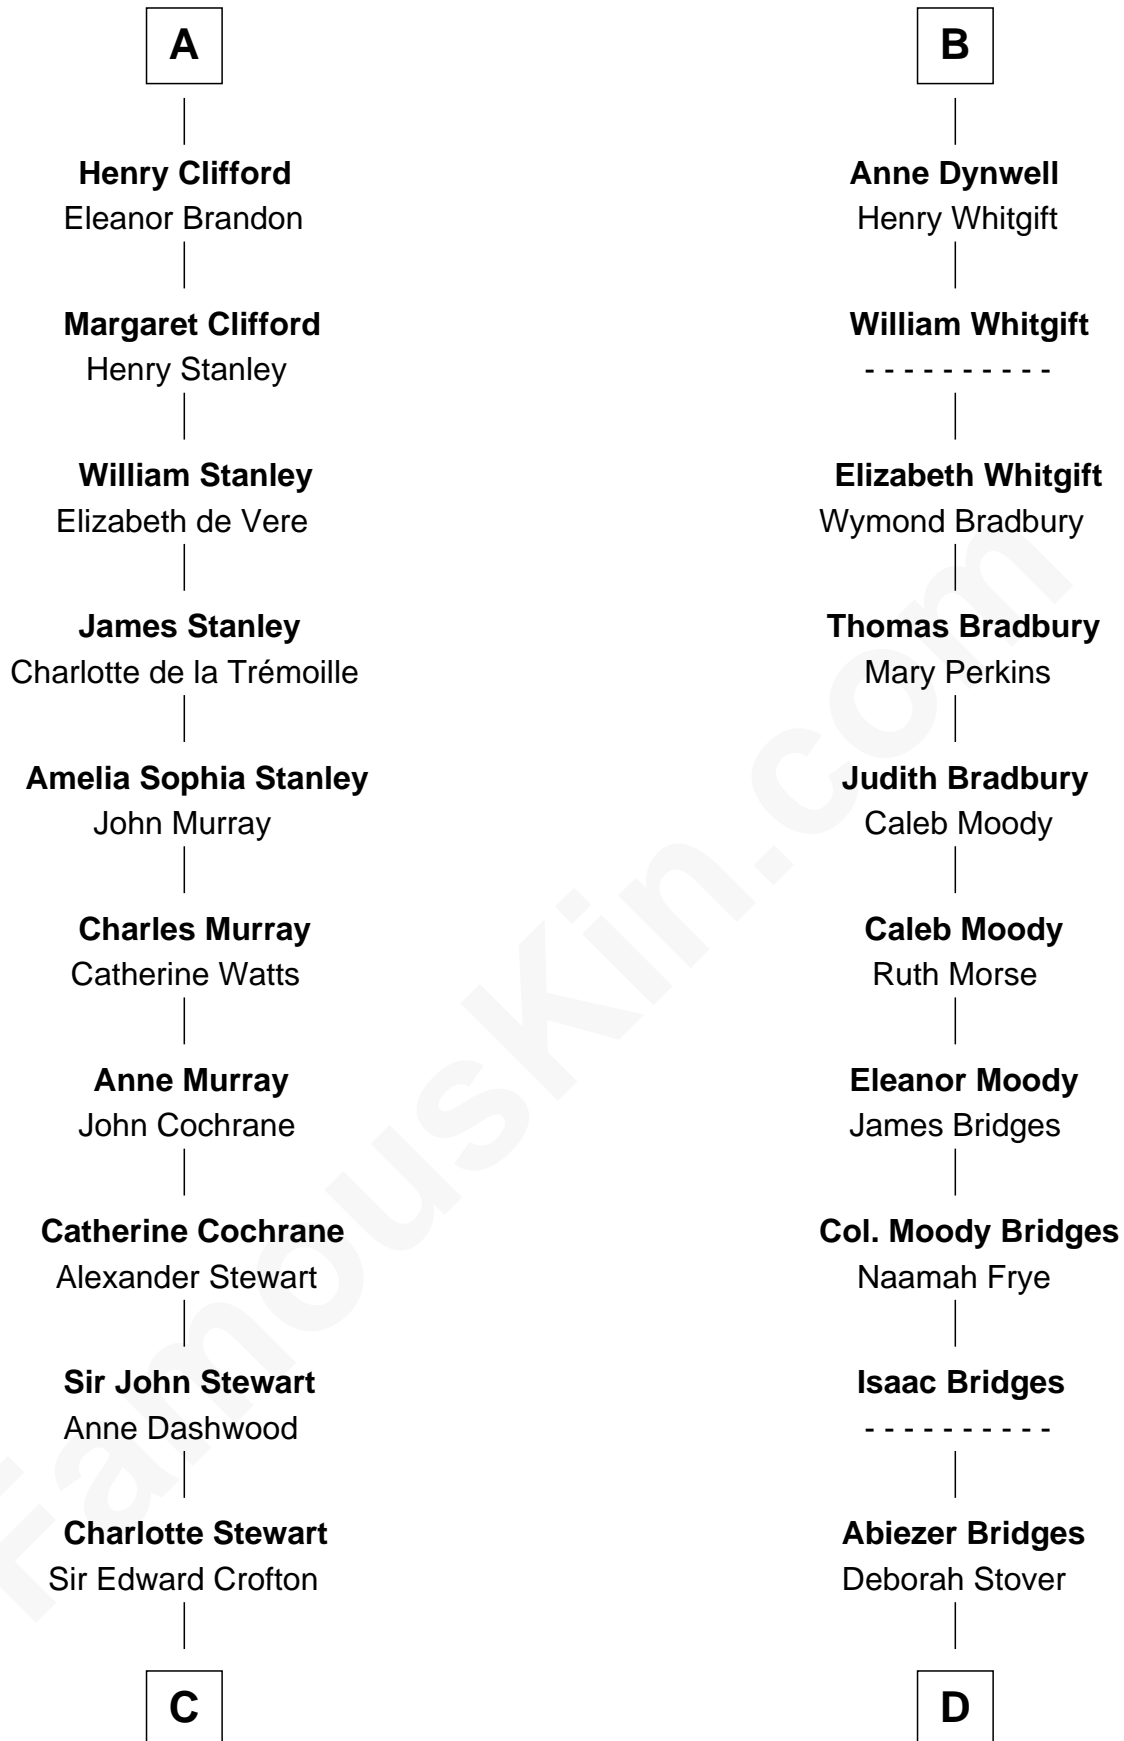 A
Henry Clifford
Eleanor Brandon
Margaret Clifford
Henry Stanley
William Stanley
Elizabeth de Vere
James Stanley
Charlotte de la Trémoille
Amelia Sophia Stanley
John Murray
Charles Murray
Catherine Watts
Anne Murray
John Cochrane
Catherine Cochrane
Alexander Stewart
Sir John Stewart
Anne Dashwood
Charlotte Stewart
Sir Edward Crofton
C
B
Anne Dynwell
Henry Whitgift
William Whitgift
- - - - - - - - - -
Elizabeth Whitgift
Wymond Bradbury
Thomas Bradbury
Mary Perkins
Judith Bradbury
Caleb Moody
Caleb Moody
Ruth Morse
Eleanor Moody
James Bridges
Col. Moody Bridges
Naamah Frye
Isaac Bridges
- - - - - - - - - -
Abiezer Bridges
Deborah Stover
D
FamousKin.com